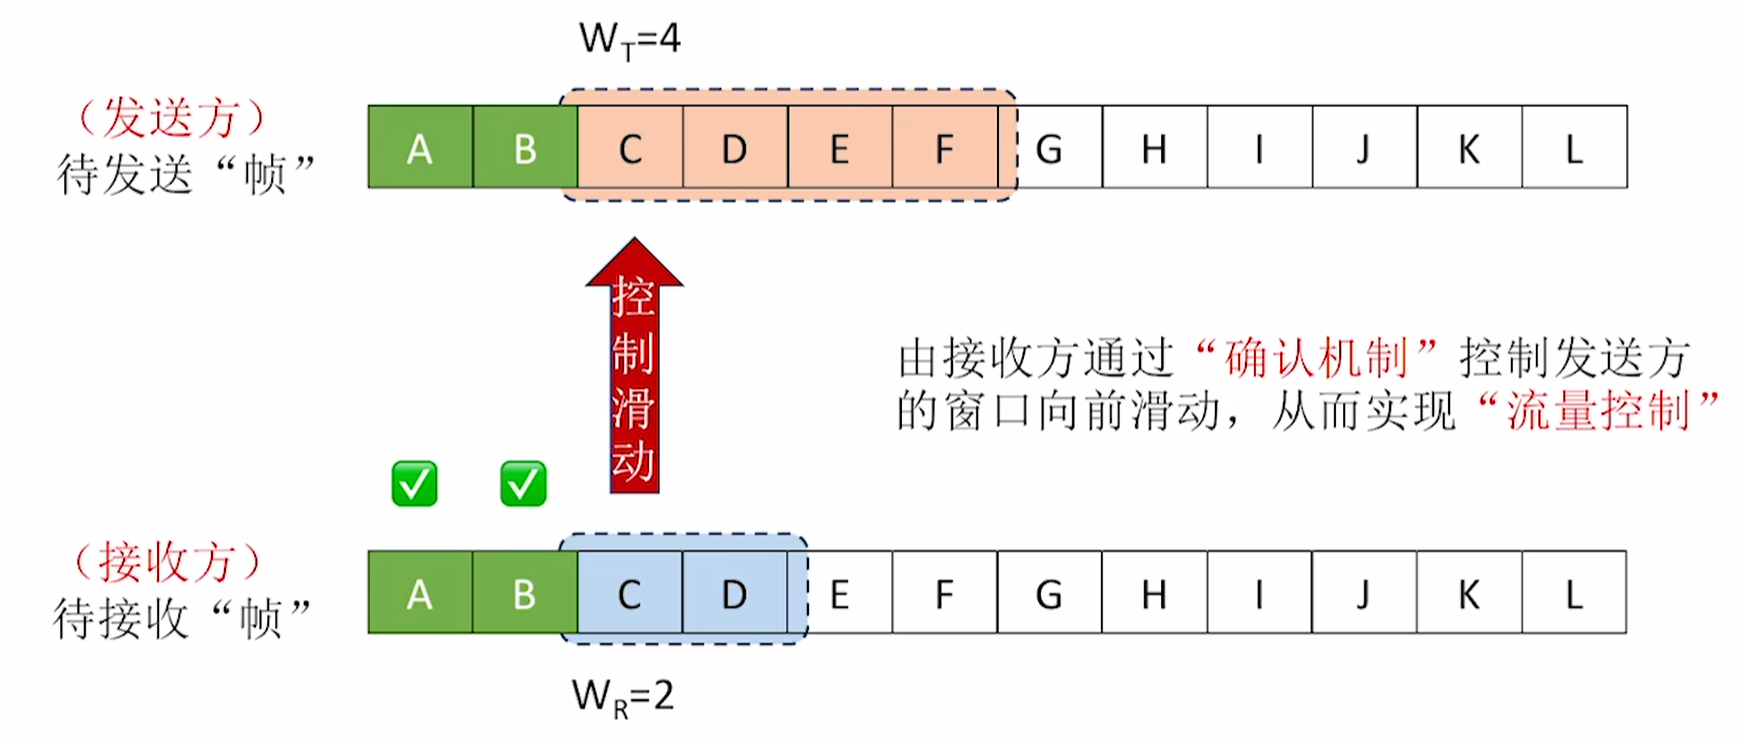 W_T=4
（发送方）
待发送“帧”
A B C D E F G H I J K L
控制滑动
由接收方通过“确认机制”控制发送方
的窗口向前滑动，从而实现“流量控制”
（接收方）
待接收“帧”
A B C D E F G H I J K L
W_R=2